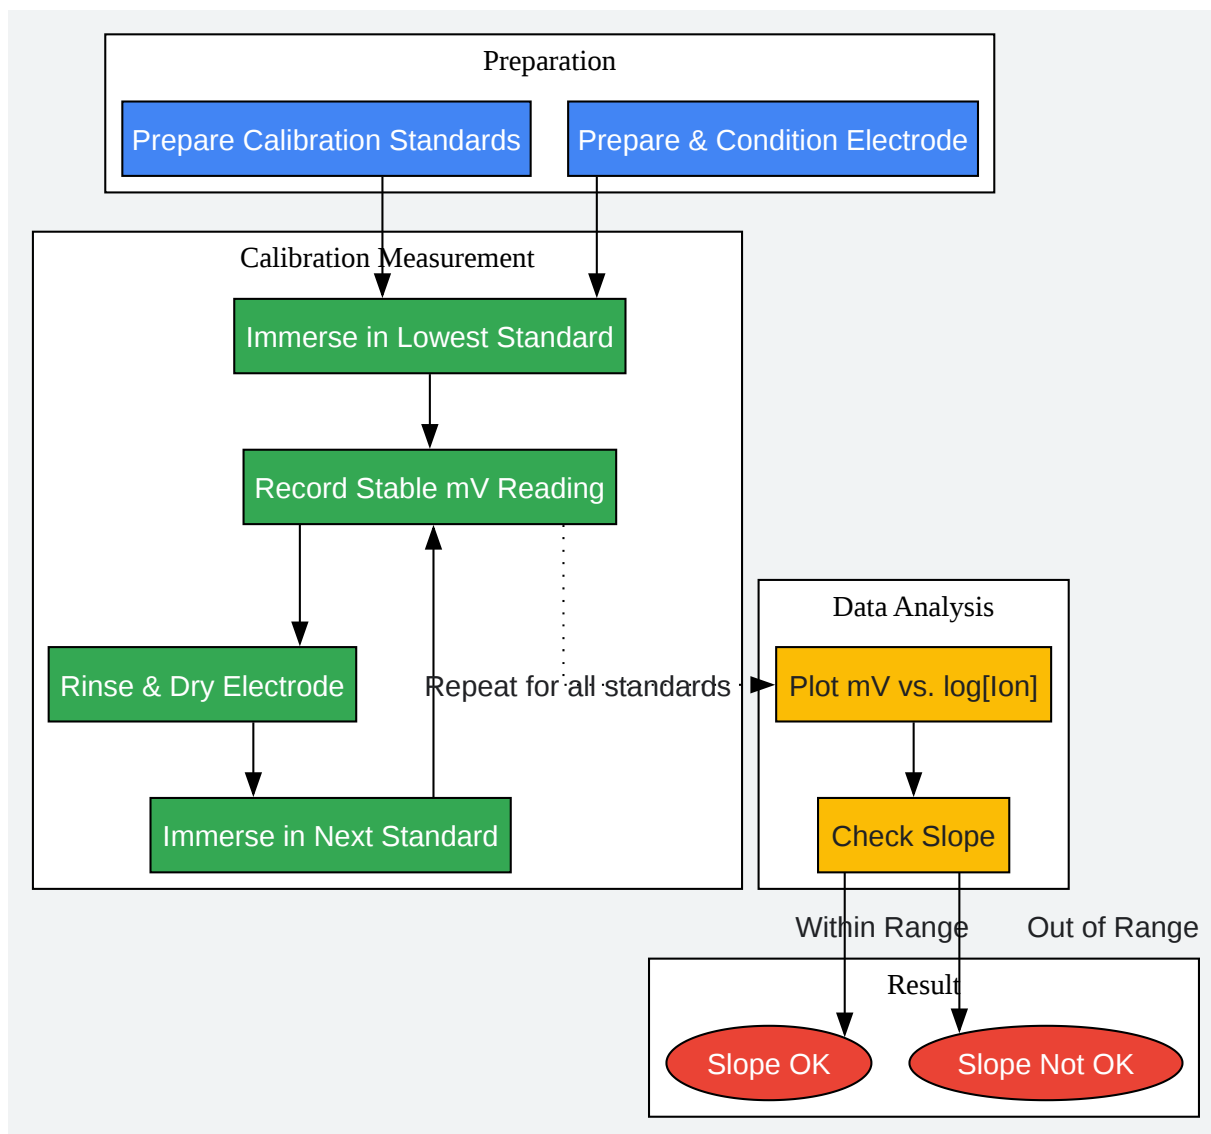 Preparation
Prepare Calibration Standards
Prepare & Condition Electrode
Calibration Measurement
Immerse in Lowest Standard
Record Stable mV Reading
Rinse & Dry Electrode
Repeat for all standards
Immerse in Next Standard
Data Analysis
Plot mV vs. log[Ion]
Check Slope
Within Range
Out of Range
Result
Slope OK
Slope Not OK